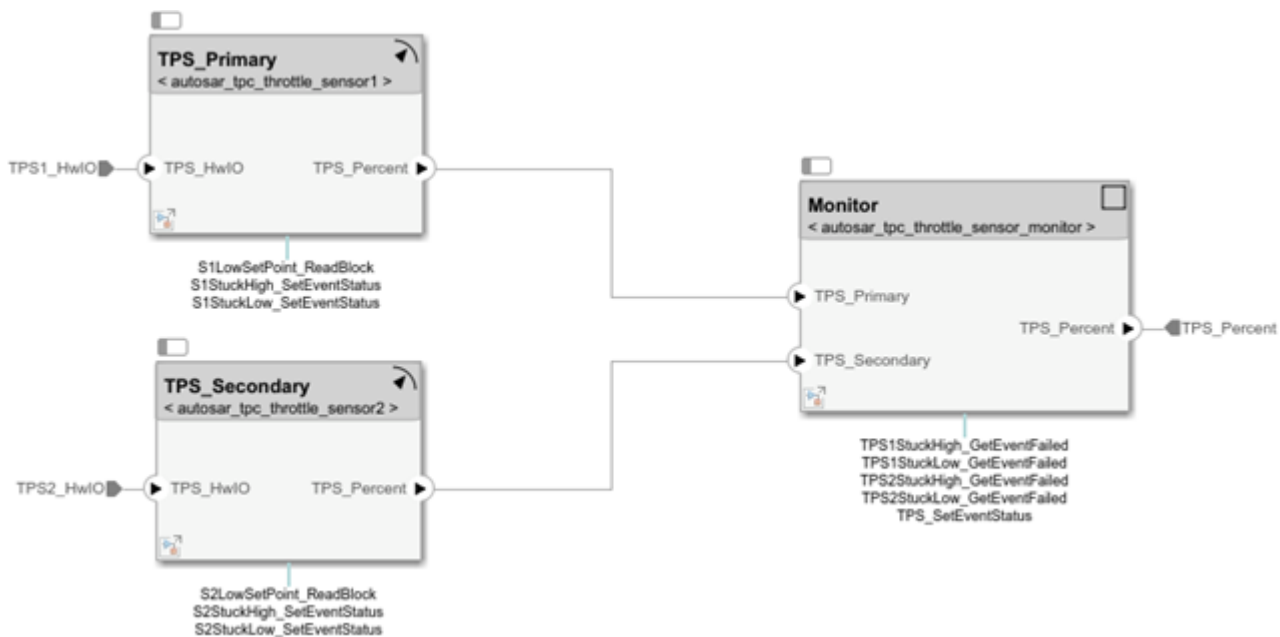 TPS_Primary
< autosar_tpc_throttle_sensor1 >
TPS1_HwIO
TPS_HwIO
TPS_Percent
S1LowSetPoint_ReadBlock
S1StuckHigh_SetEventStatus
S1StuckLow_SetEventStatus
TPS_Secondary
< autosar_tpc_throttle_sensor2 >
TPS2_HwIO
TPS_HwIO
TPS_Percent
S2LowSetPoint_ReadBlock
S2StuckHigh_SetEventStatus
S2StuckLow_SetEventStatus
Monitor
< autosar_tpc_throttle_sensor_monitor >
TPS_Primary
TPS_Secondary
TPS_Percent
TPS_Percent
TPS1StuckHigh_GetEventFailed
TPS1StuckLow_GetEventFailed
TPS2StuckHigh_GetEventFailed
TPS2StuckLow_GetEventFailed
TPS_SetEventStatus